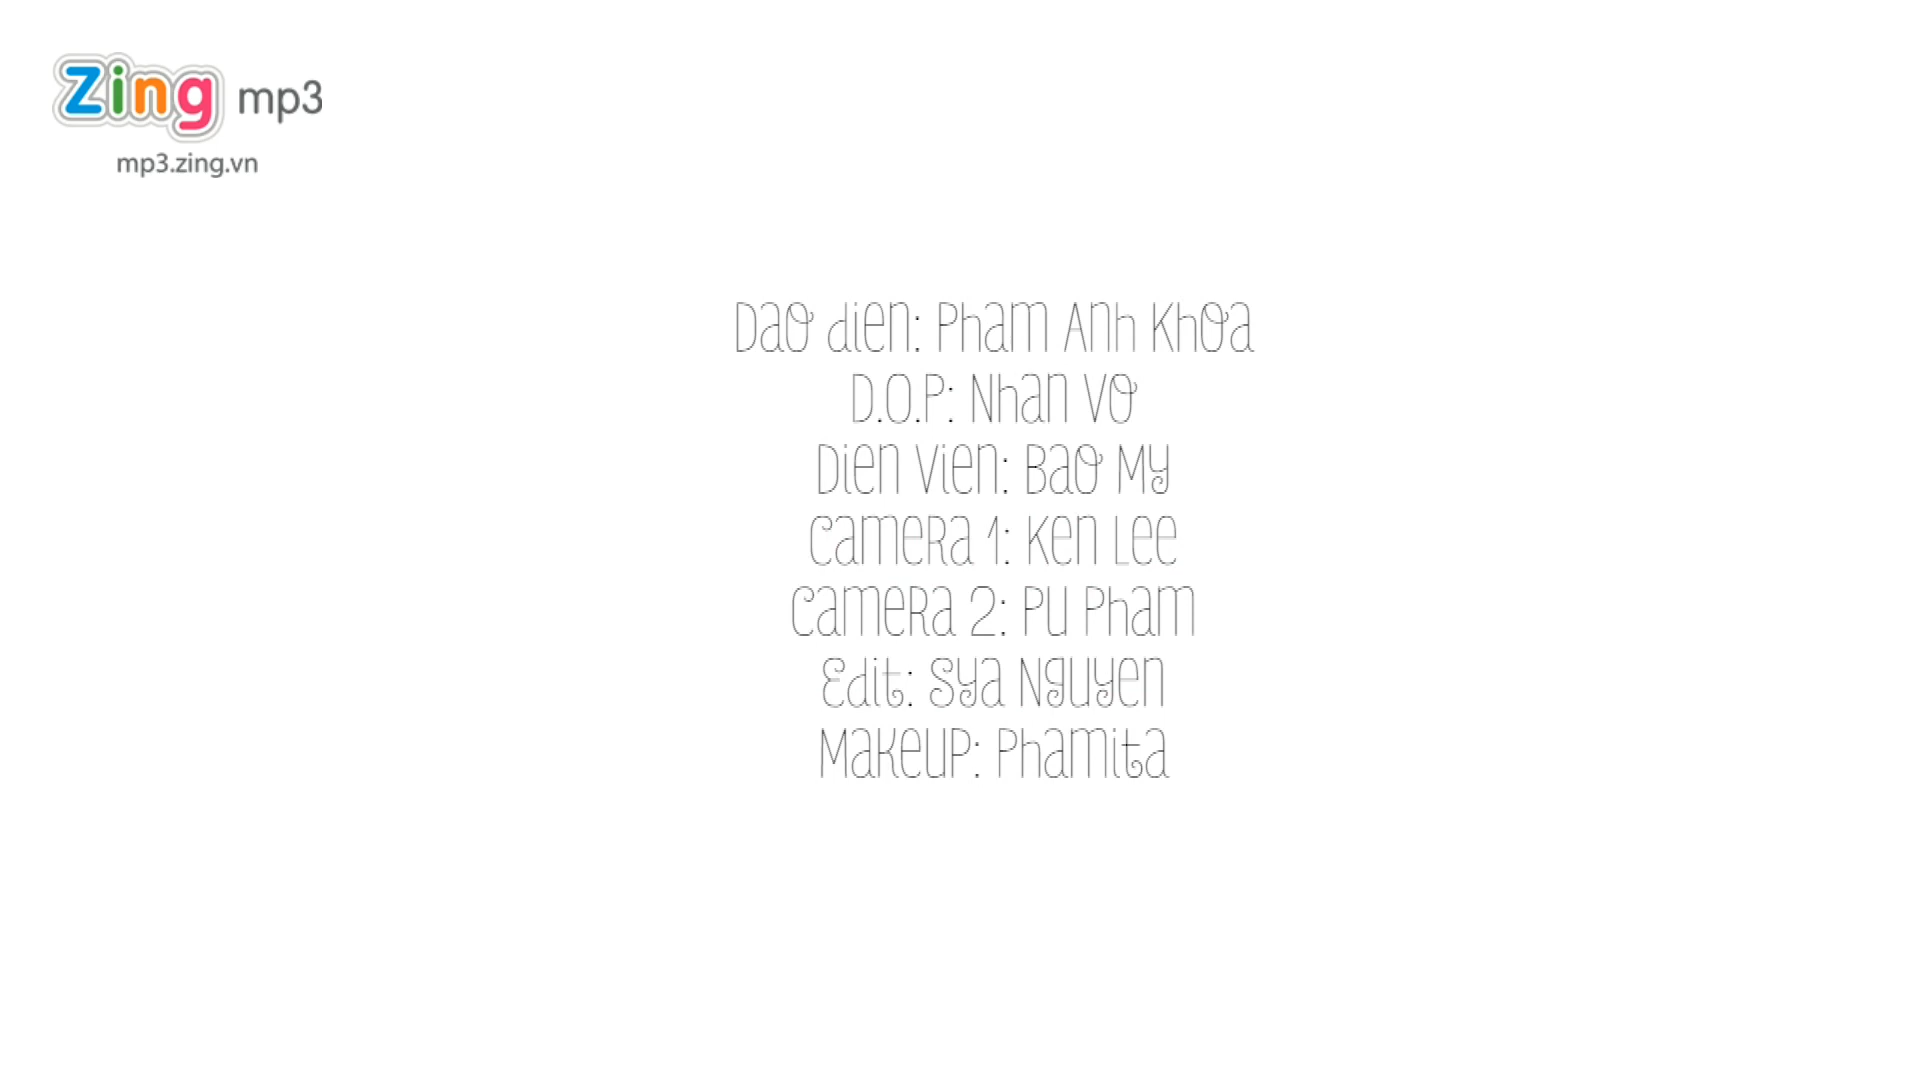 Zing mp3
mp3.zing.vn
Dao dien: Pham Anh Khoa
D.O.P: Nhan Vo
Dien Vien: Bao My
Camera 1: Ken Lee
Camera 2: Pu Pham
Edit: Sya Nguyen
Makeup: Phamita